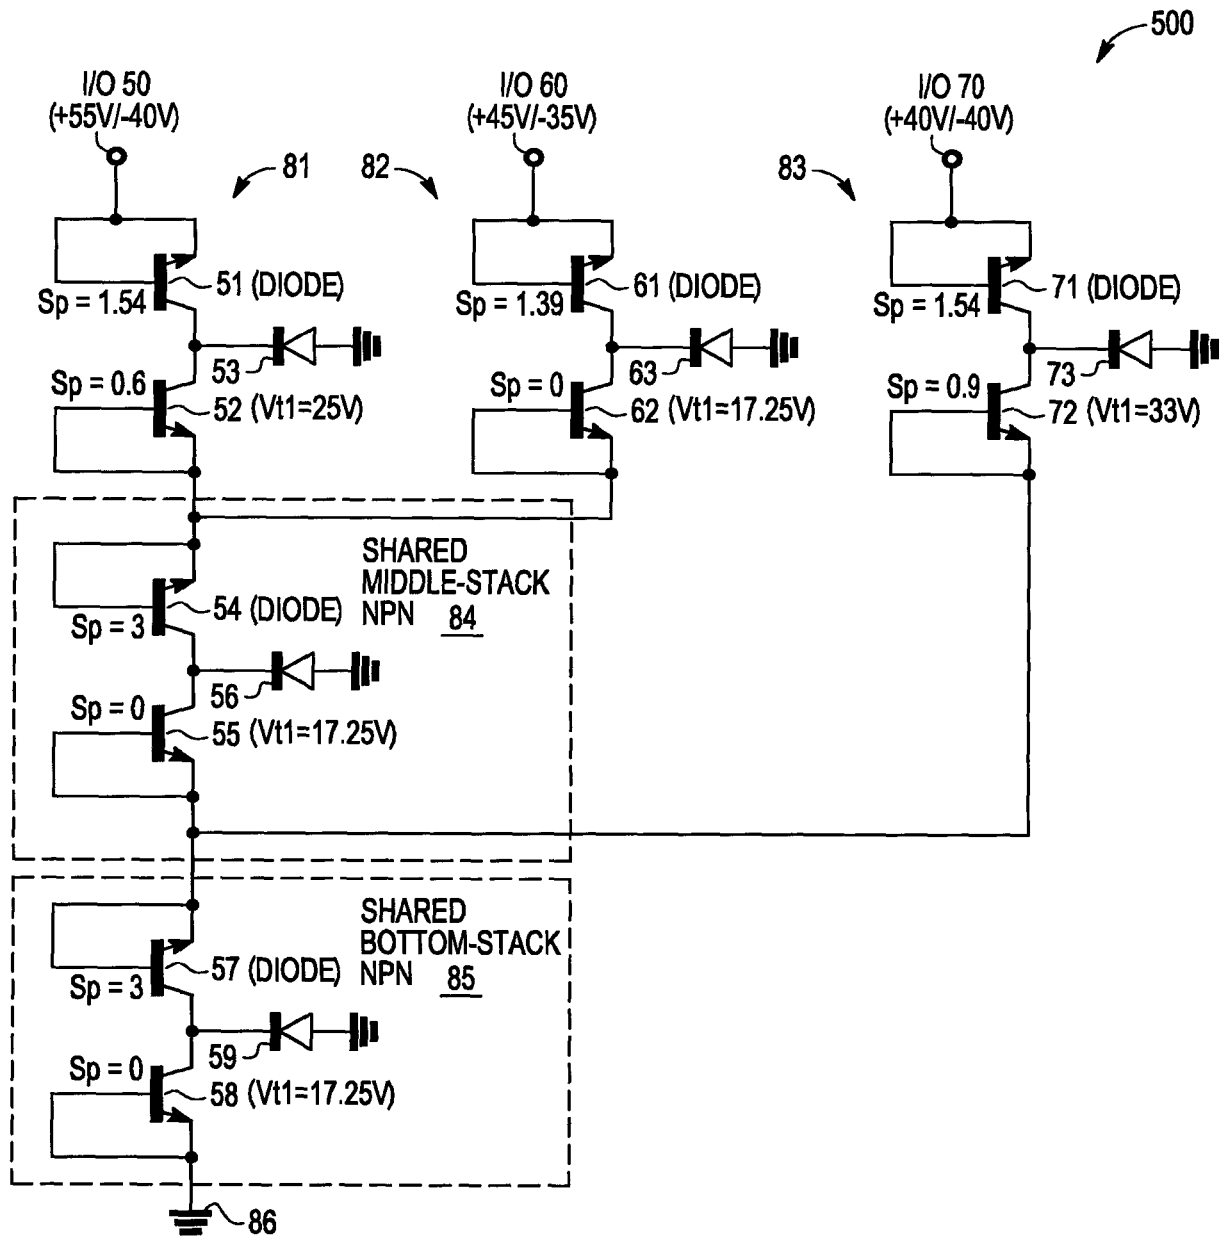 500
I/O 50
(+55V/-40V)
I/O 60
(+45V/-35V)
I/O 70
(+40V/-40V)
81
82
83
51 (DIODE)
Sp = 1.54
61 (DIODE)
Sp = 1.39
71 (DIODE)
Sp = 1.54
53
63
73
Sp = 0.6
52 (Vt1=25V)
Sp = 0
62 (Vt1=17.25V)
Sp = 0.9
72 (Vt1=33V)
SHARED
MIDDLE-STACK
NPN 84
54 (DIODE)
Sp = 3
56
Sp = 0
55 (Vt1=17.25V)
SHARED
BOTTOM-STACK
NPN 85
57 (DIODE)
Sp = 3
59
Sp = 0
58 (Vt1=17.25V)
86